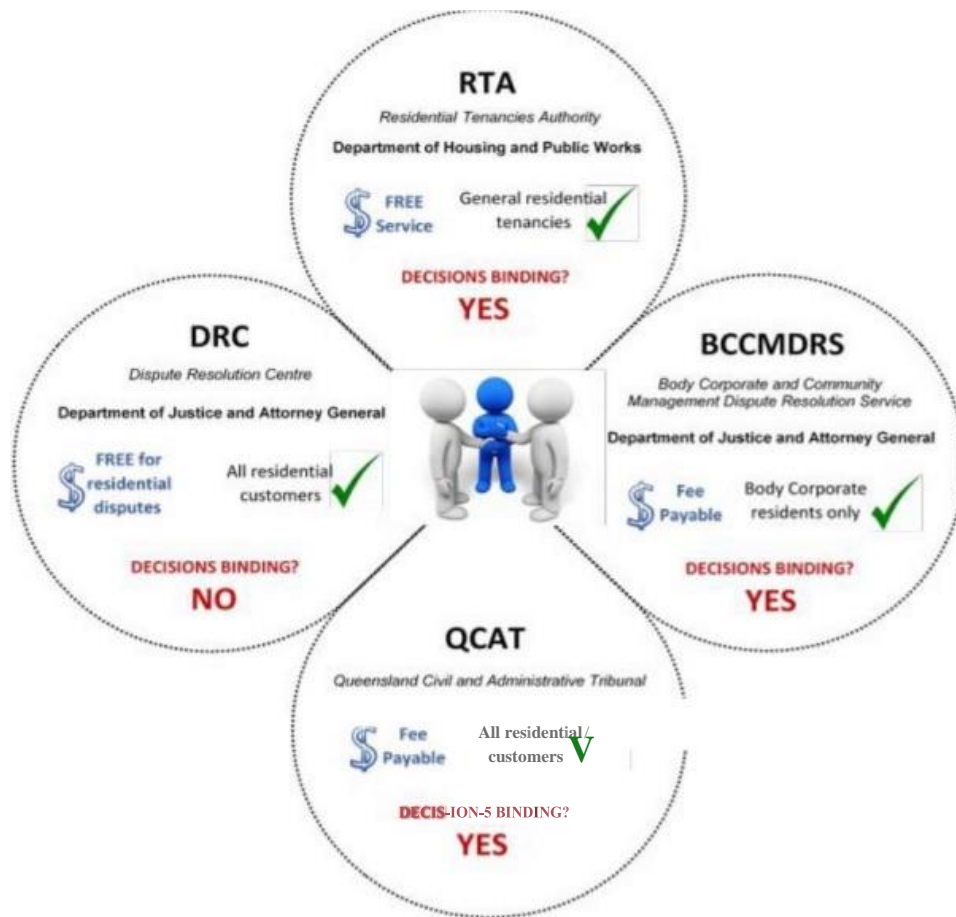 RTA
Residential Tenancies Authority
Department of Housing and Public Works
FREE
Service
General residential
tenancies
DECISIONS BINDING?
YES
DRC
Dispute Resolution Centre
Department of Justice and Attorney General
FREE for
residential
disputes
All residential
customers
DECISIONS BINDING?
NO
BCCMDRS
Body Corporate and Community
Management Dispute Resolution Service
Department of Justice and Attorney General
Fee
Payable
Body Corporate
residents only
DECISIONS BINDING?
YES
QCAT
Queensland Civil and Administrative Tribunal
Fee
Payable
All residential/
customers V
DECIS-ION-5 BINDING?
YES